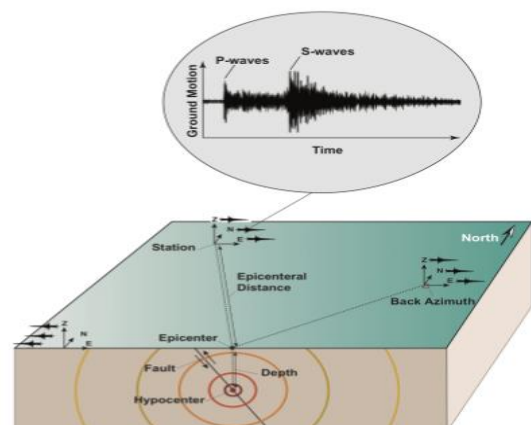 S-waves
P-waves
Ground Motion
Time
Z
N
E
Station
North
Z
N
E
Back Azimuth
Epicenteral
Distance
Z
N
E
Epicenter
Fault
Depth
Hypocenter